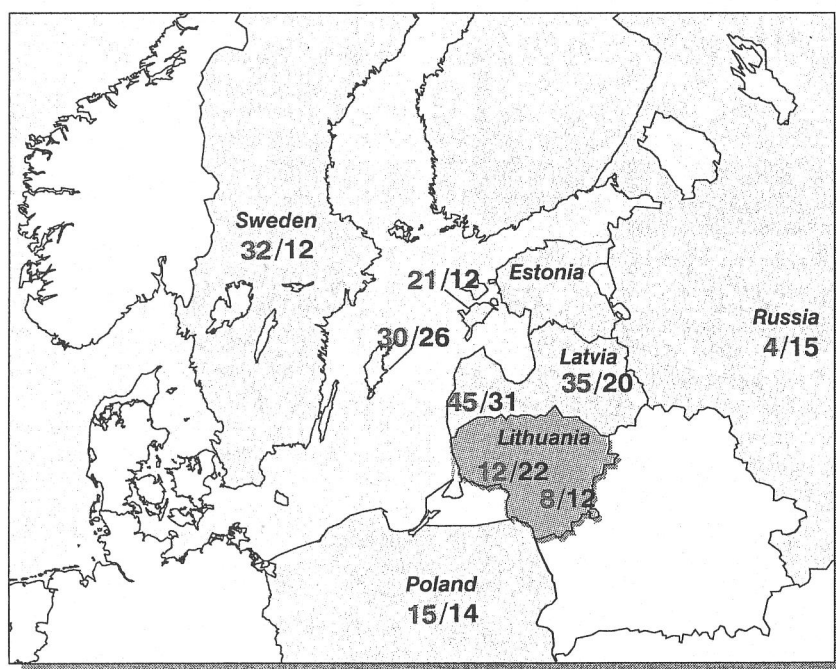 Sweden
32/12
21/12
Estonia
30/26
Russia
4/15
Latvia
35/20
45/31
Lithuania
12/22
8/12
Poland
15/14